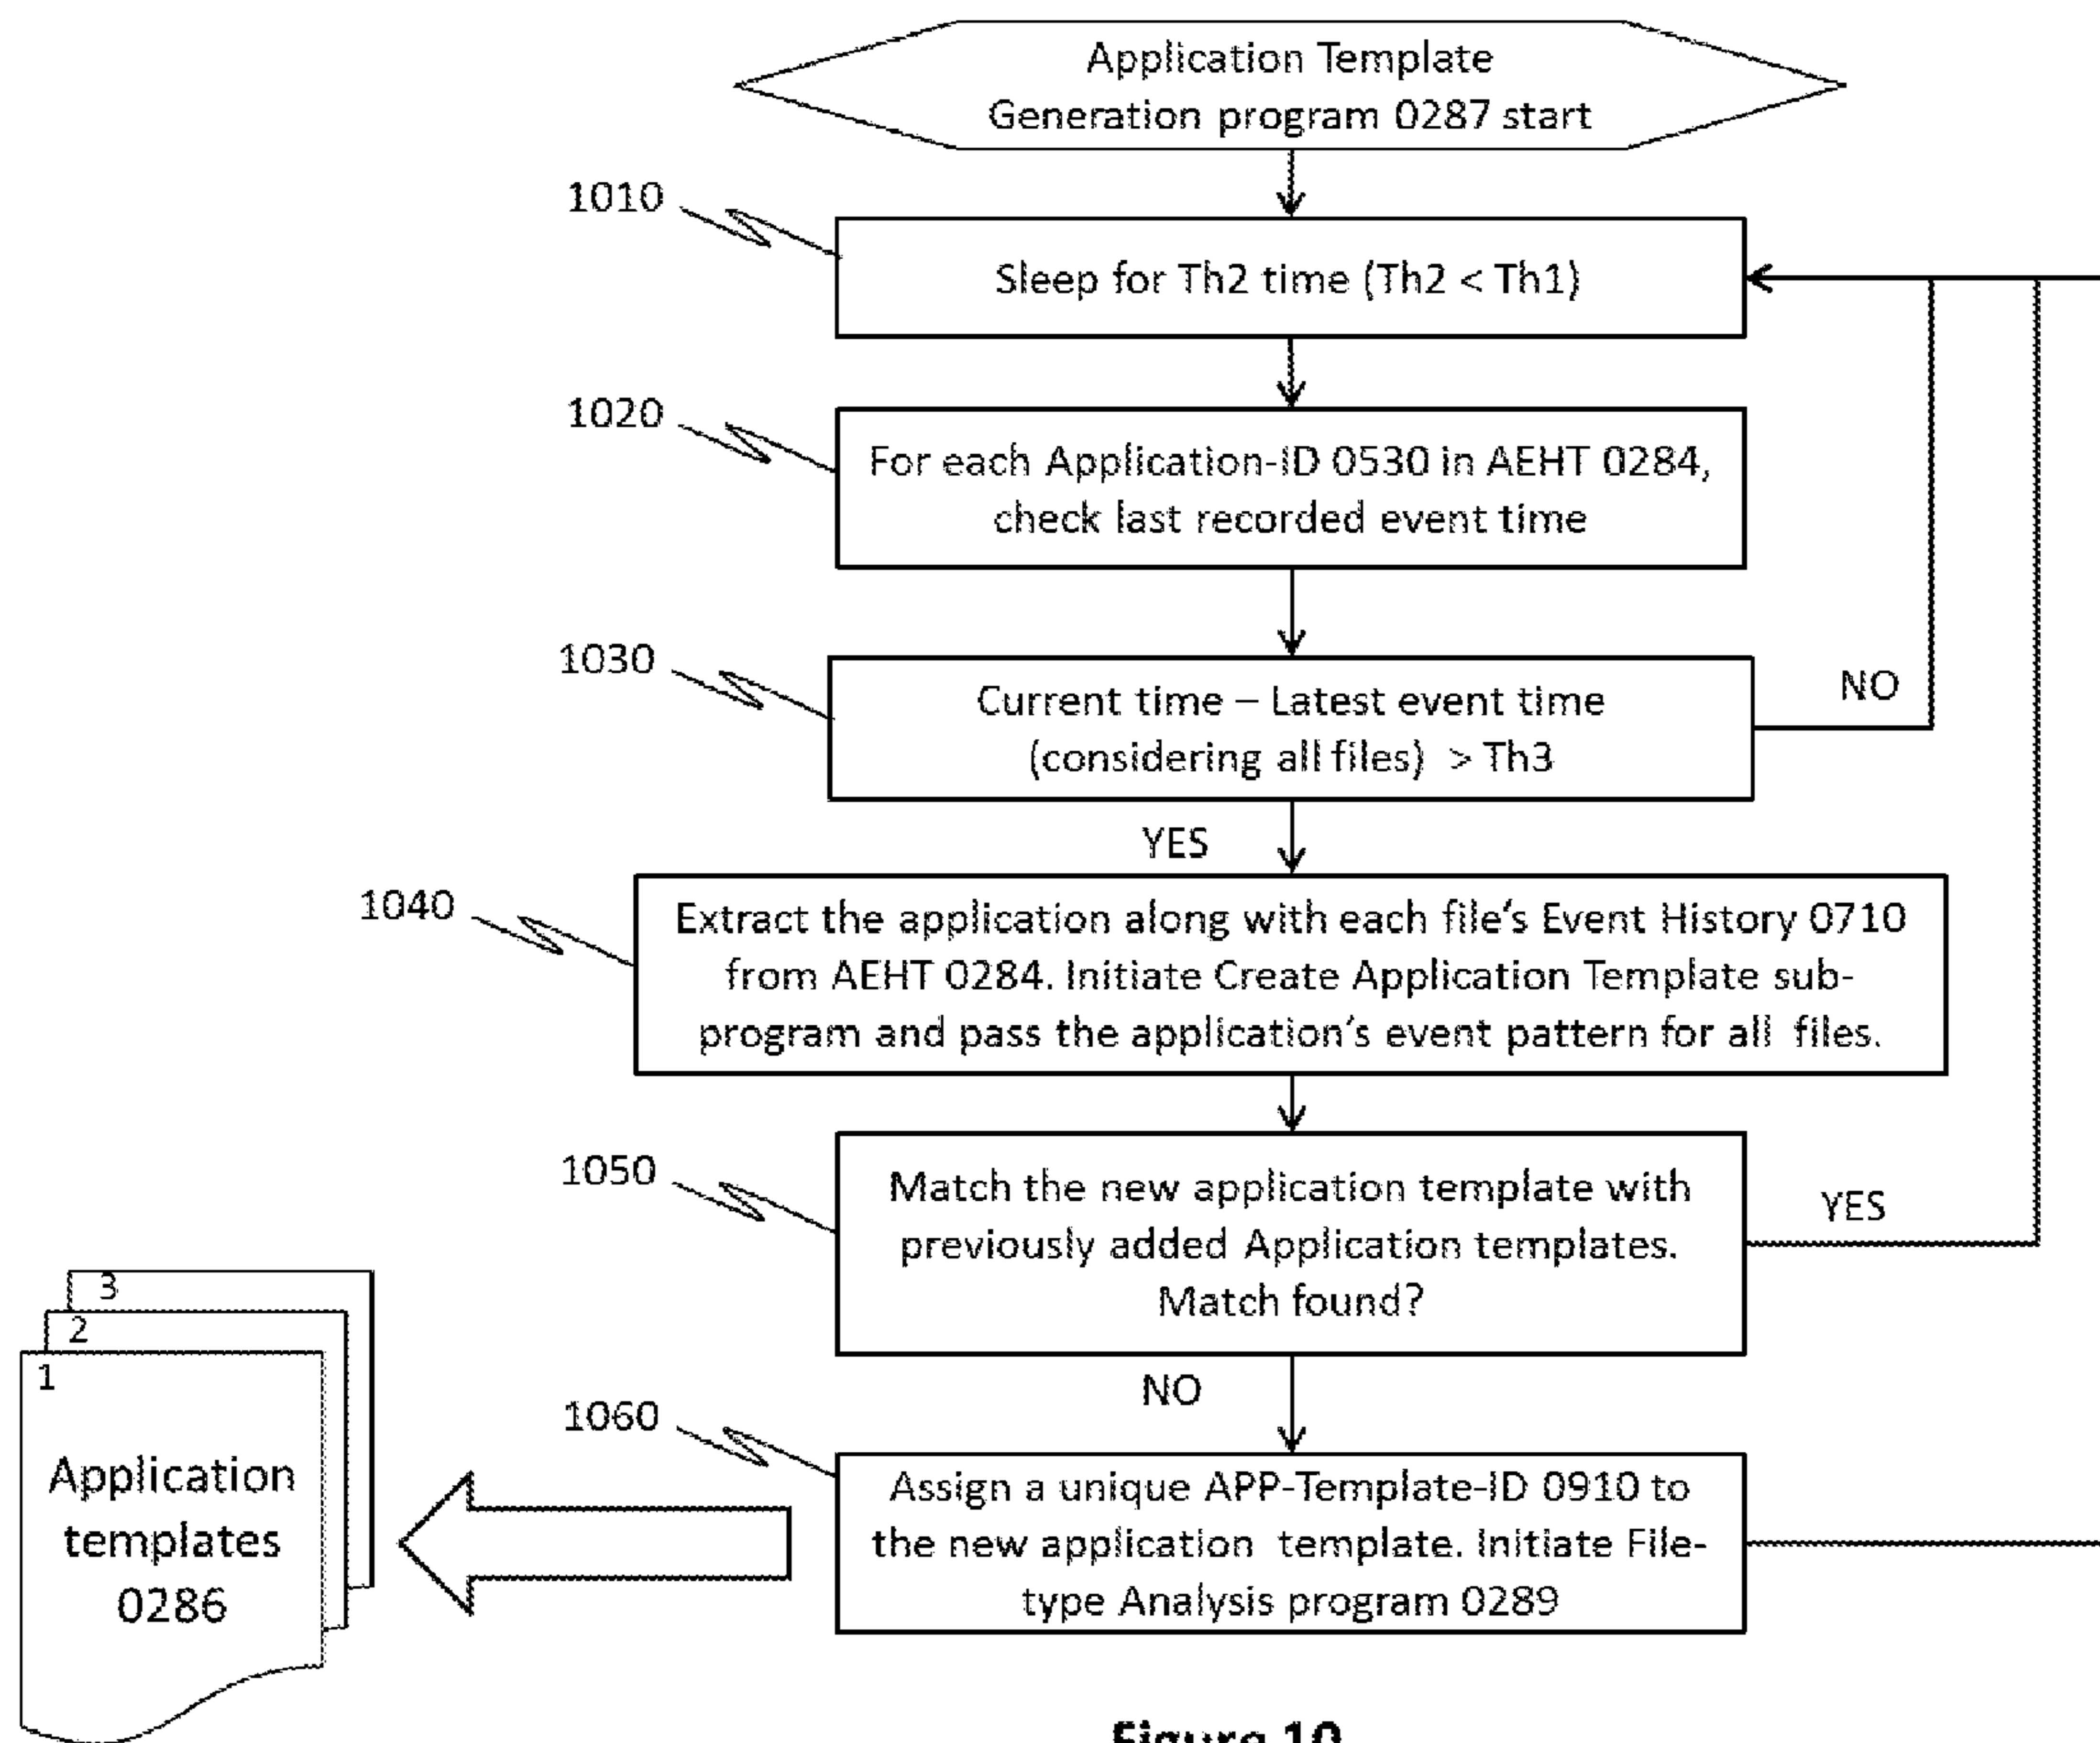 Application Template
Generation program 0287 start
1010
Sleep for Th2 time (Th2 < Th1)
1020
For each Application-ID 0530 in AEHT 0284,
check last recorded event time
1030
Current time – Latest event time
(considering all files) > Th3
NO
YES
1040
Extract the application along with each file's Event History 0710
from AEHT 0284. Initiate Create Application Template sub-
program and pass the application's event pattern for all files.
1050
Match the new application template with
previously added Application templates.
Match found?
YES
NO
1060
Assign a unique APP-Template-ID 0910 to
the new application template. Initiate File-
type Analysis program 0289
3
2
1
Application
templates
0286
Figure 10